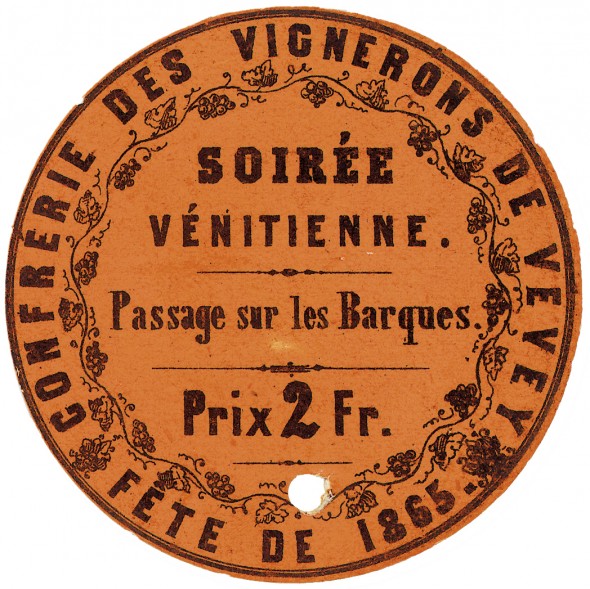 CONFRÉRIE DES VIGNERONS DE VEVEY.
SOIRÉE
VÉNITIENNE.
Passage sur les Barques.
Prix 2 Fr.
FÊTE DE 1865.